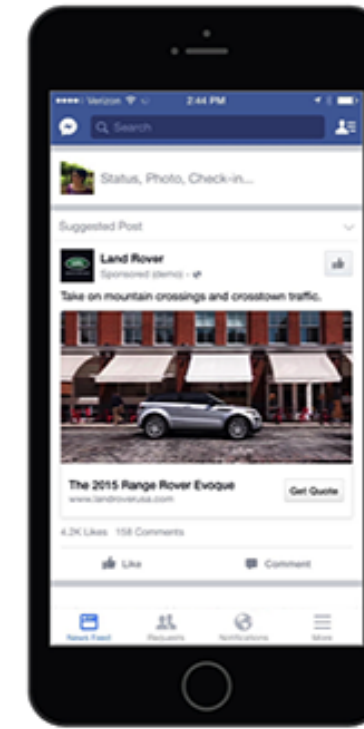 Verizon 2:44 PM
Search
Status, Photo, Check-in...
Suggested Post
Land Rover
Sponsored (demo) ·
Take on mountain crossings and crosstown traffic.
The 2015 Range Rover Evoque
www.landroverusa.com
Get Quote
4.2K Likes 158 Comments
Like Comment
News Feed Requests Notifications More